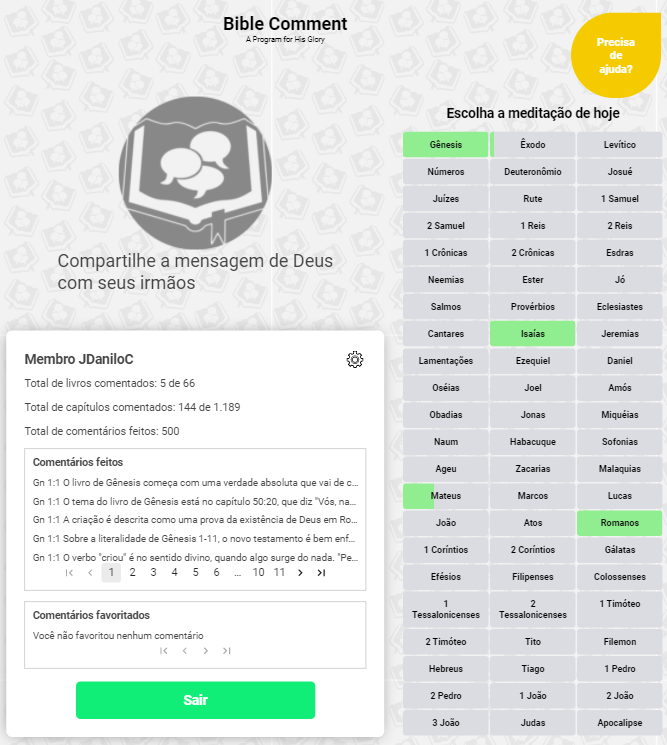 Bible Comment
A Program for His Glory
Precisa
de
ajuda?
Compartilhe a mensagem de Deus
com seus irmãos
Membro JDaniloC
Total de livros comentados: 5 de 66
Total de capítulos comentados: 144 de 1.189
Total de comentários feitos: 500
Comentários feitos
Gn 1:1 O livro de Gênesis começa com uma verdade absoluta que vai de c...
Gn 1:1 O tema do livro de Gênesis está no capítulo 50:20, que diz "Vós, na...
Gn 1:1 A criação é descrita como uma prova da existência de Deus em Ro...
Gn 1:1 Sobre a literalidade de Gênesis 1-11, o novo testamento é bem enf...
Gn 1:1 O verbo "criou" é no sentido divino, quando algo surge do nada. "Pe...
1 2 3 4 5 6 ... 10 11
Comentários favoritados
Você não favoritou nenhum comentário
Sair
Escolha a meditação de hoje
Gênesis Êxodo Levítico
Números Deuteronômio Josué
Juízes Rute 1 Samuel
2 Samuel 1 Reis 2 Reis
1 Crônicas 2 Crônicas Esdras
Neemias Ester Jó
Salmos Provérbios Eclesiastes
Cantares Isaías Jeremias
Lamentações Ezequiel Daniel
Oséias Joel Amós
Obadias Jonas Miquéias
Naum Habacuque Sofonias
Ageu Zacarias Malaquias
Mateus Marcos Lucas
João Atos Romanos
1 Coríntios 2 Coríntios Gálatas
Efésios Filipenses Colossenses
1 2 1 Timóteo
Tessalonicenses Tessalonicenses
2 Timóteo Tito Filemon
Hebreus Tiago 1 Pedro
2 Pedro 1 João 2 João
3 João Judas Apocalipse